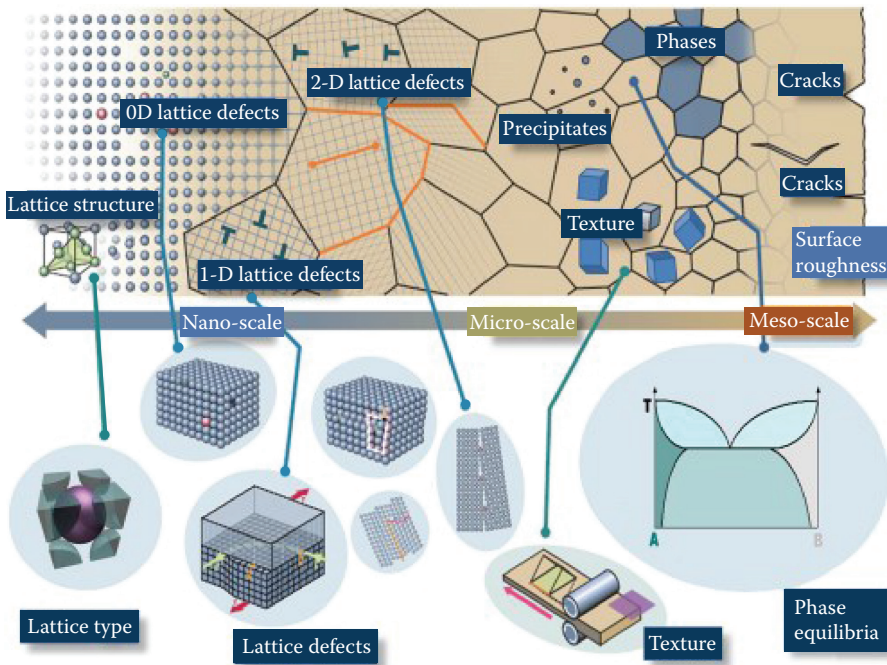 Phases
2-D lattice defects
Cracks
0D lattice defects
Precipitates
Cracks
Lattice structure
Texture
Surface
roughness
1-D lattice defects
Nano-scale
Micro-scale
Meso-scale
T
A
B
Lattice type
Lattice defects
Texture
Phase
equilibria